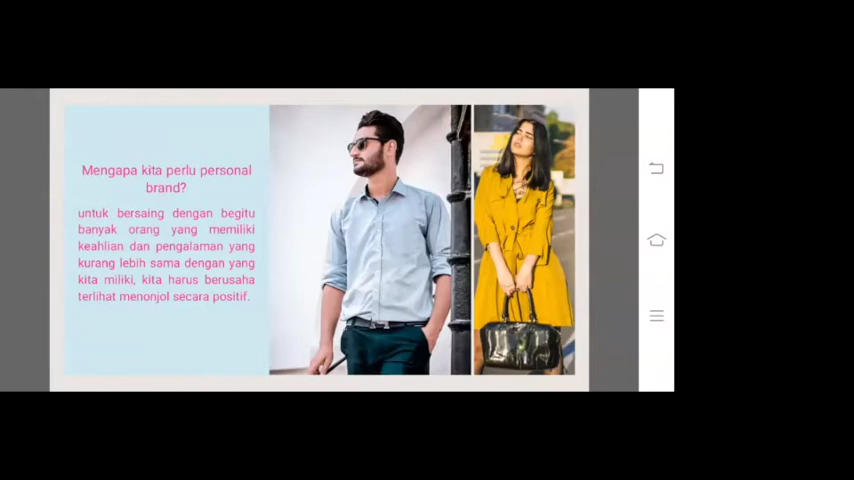 Mengapa kita perlu personal
brand?
untuk bersaing dengan begitu
banyak orang yang memiliki
keahlian dan pengalaman yang
kurang lebih sama dengan yang
kita miliki, kita harus berusaha
terlihat menonjol secara positif.